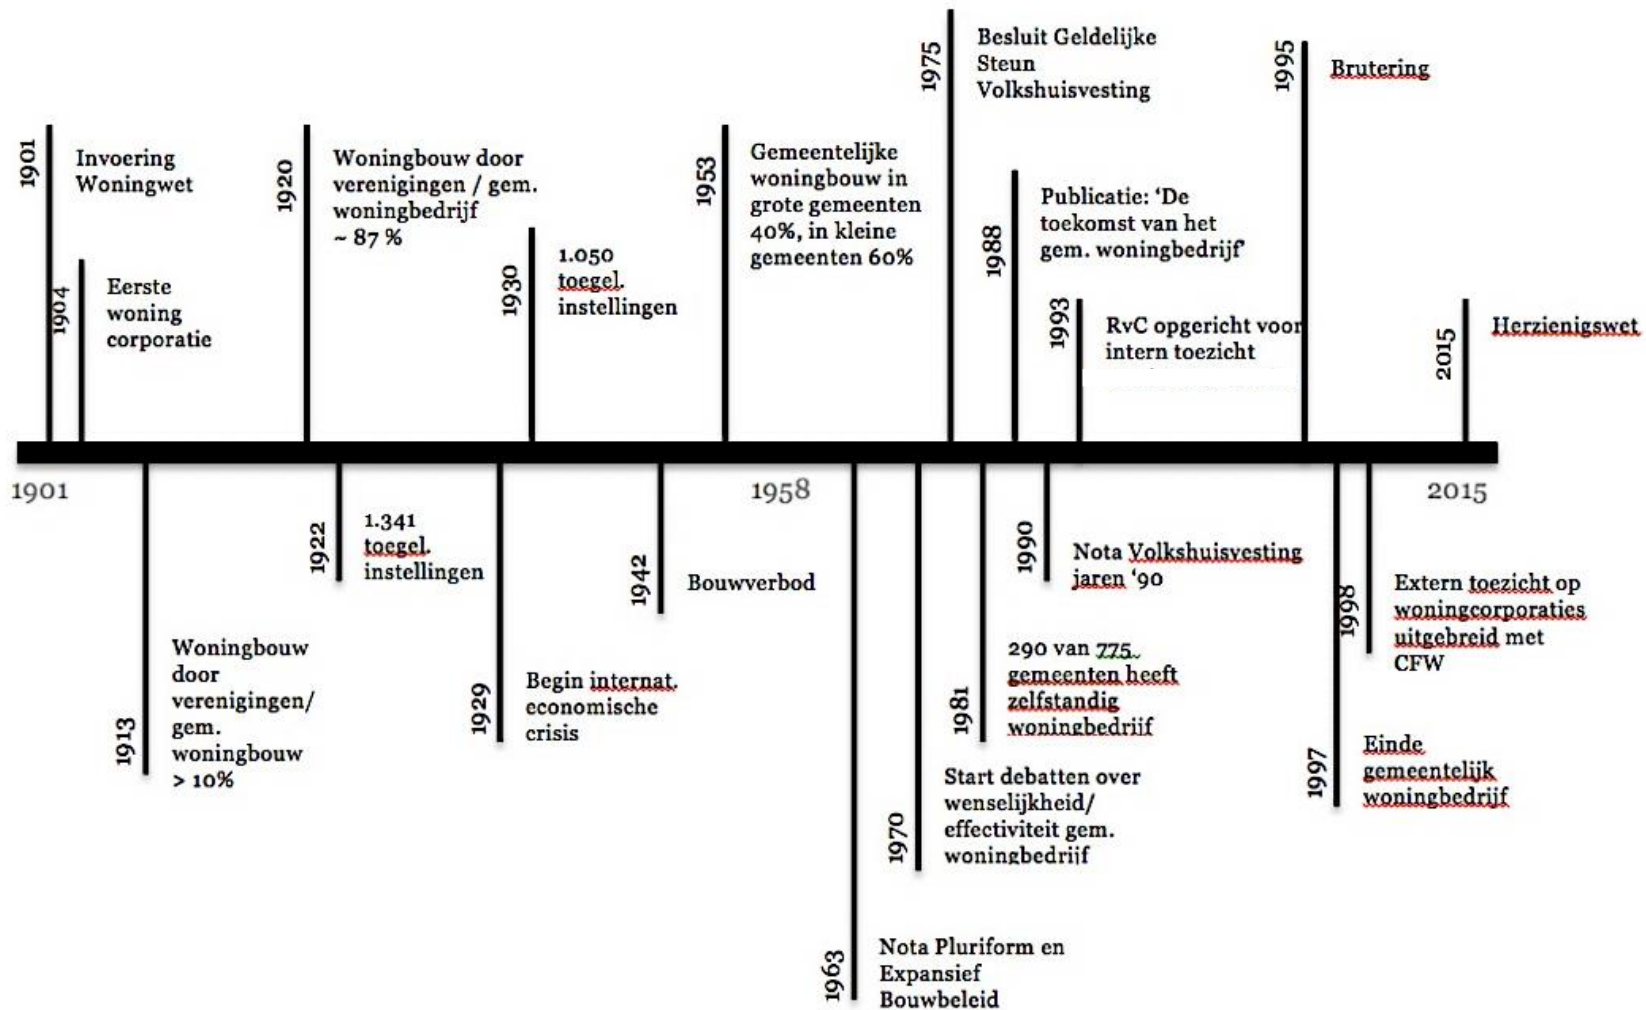 1901
Invoering
Woningwet
1904
Eerste
woning
corporatie
1920
Woningbouw door
verenigingen / gem.
woningbedrijf
~ 87 %
1930
1.050
toegel.
instellingen
1953
Gemeentelijke
woningbouw in
grote gemeenten
40%, in kleine
gemeenten 60%
1975
Besluit Geldelijke
Steun
Volkshuisvesting
1988
Publicatie: ‘De
toekomst van het
gem. woningbedrijf’
1993
RvC opgericht voor
intern toezicht
1995
Brutering
2015
Herzienigswet
1901
1958
2015
1913
Woningbouw
door
verenigingen/
gem.
woningbouw
> 10%
1922
1.341
toegel.
instellingen
1929
Begin internat.
economische
crisis
1942
Bouwverbod
1963
Nota Pluriform en
Expansief
Bouwbeleid
1970
Start debatten over
wenselijkheid/
effectiviteit gem.
woningbedrijf
1981
290 van 775
gemeenten heeft
zelfstandig
woningbedrijf
1990
Nota Volkshuisvesting
jaren ‘90
1997
Einde
gemeentelijk
woningbedrijf
1998
Extern toezicht op
woningcorporaties
uitgebreid met
CFW